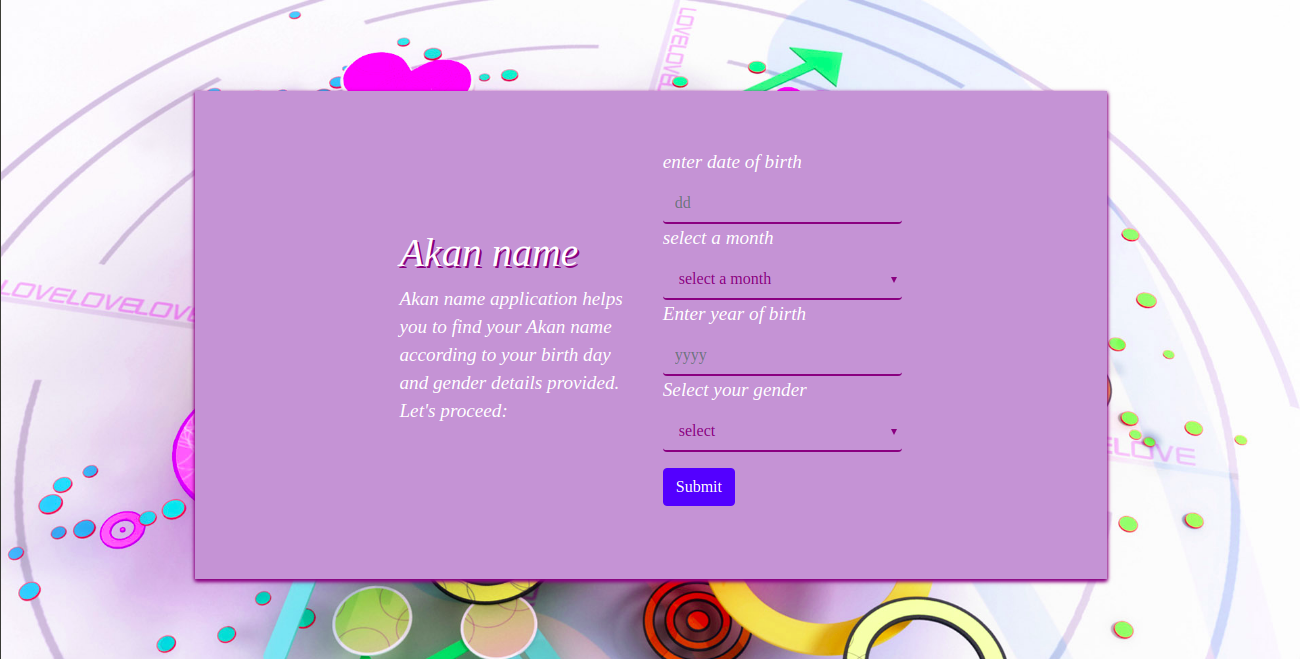 LOVELOVE
LOVELOVELOVELOVE
Akan name
Akan name application helps
you to find your Akan name
according to your birth day
and gender details provided.
Let's proceed:
enter date of birth
dd
select a month
select a month
Enter year of birth
yyyy
Select your gender
select
Submit